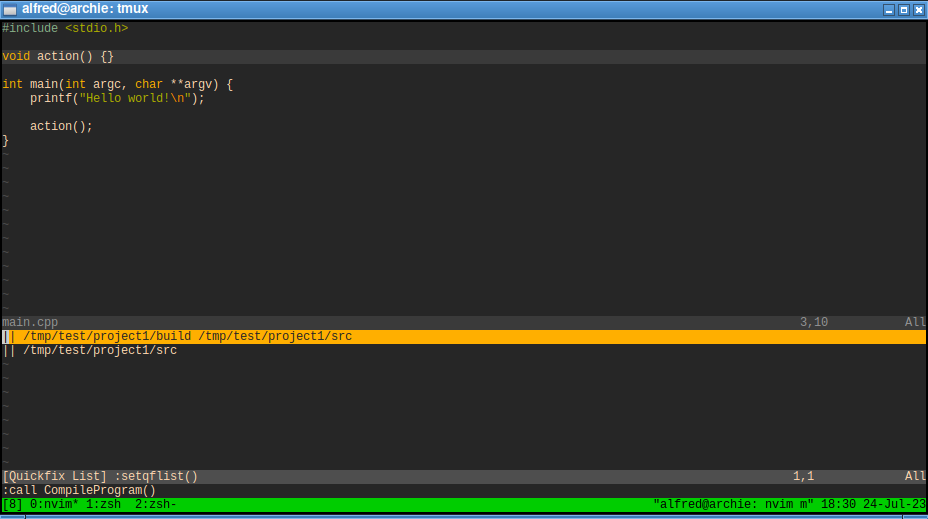 alfred@archie: tmux
#include <stdio.h>
void action() {}
int main(int argc, char **argv) {
    printf("Hello world!\n");
    action();
}
~
~
~
~
~
~
~
~
~
~
~
~
main.cpp 3,10 All
|| /tmp/test/project1/build /tmp/test/project1/src
|| /tmp/test/project1/src
~
~
~
~
~
~
~
~
[Quickfix List] :setqflist() 1,1 All
:call CompileProgram()
[8] 0:nvim* 1:zsh  2:zsh- "alfred@archie: nvim m" 18:30 24-Jul-23